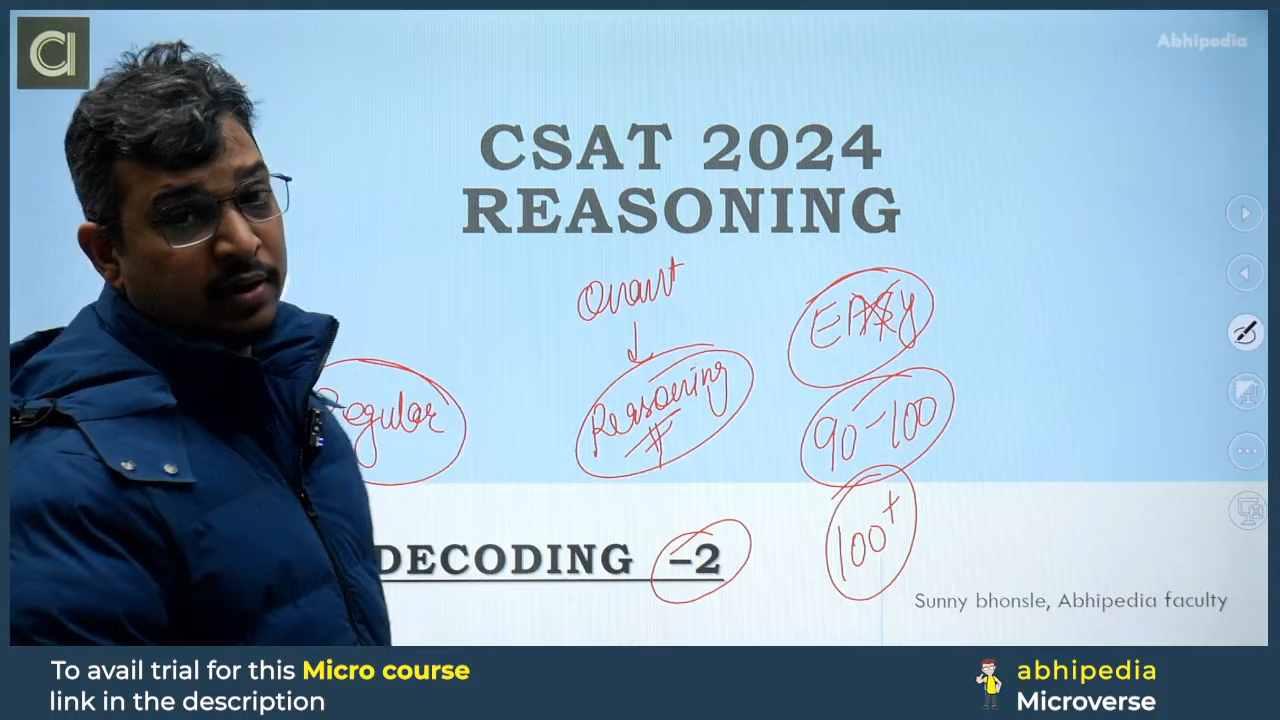 Abhipedia
CSAT 2024
REASONING
Quant
EASY
Regular
Reasoning
90-100
100+
DECODING -2
Sunny bhonsle, Abhipedia faculty
To avail trial for this Micro course
link in the description
abhipedia
Microverse